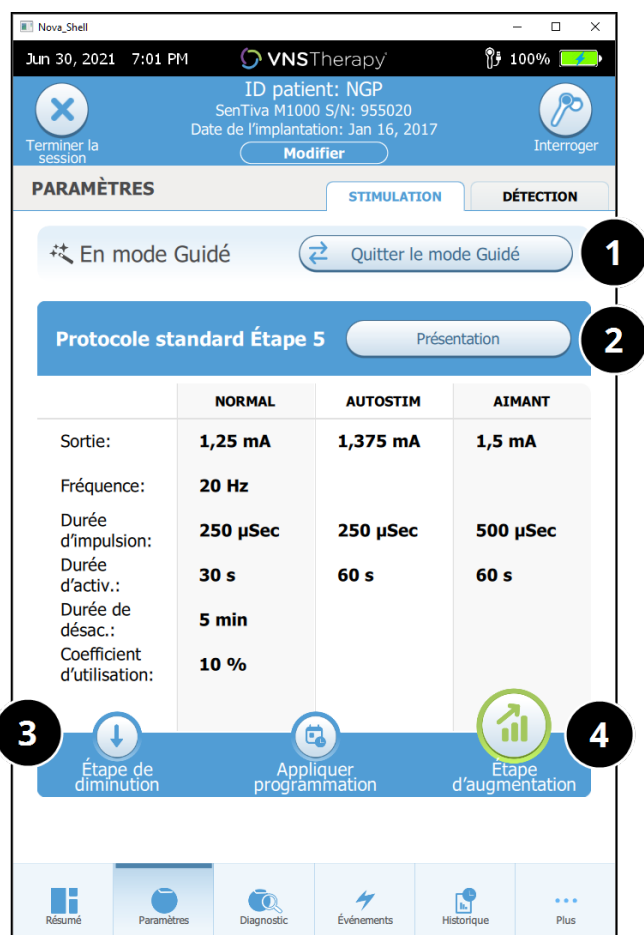 Nova_Shell
Jun 30, 2021 7:01 PM VNSTherapy 100%
ID patient: NGP
SenTiva M1000 S/N: 955020
Date de l'implantation: Jan 16, 2017
Modifier
Terminer la
session
Interroger
PARAMÈTRES
STIMULATION
DÉTECTION
En mode Guidé
Quitter le mode Guidé
1
Protocole standard Étape 5
Présentation
2
NORMAL AUTOSTIM AIMANT
Sortie: 1,25 mA 1,375 mA 1,5 mA
Fréquence: 20 Hz
Durée
d'impulsion: 250 µSec 250 µSec 500 µSec
Durée
d'activ.: 30 s 60 s 60 s
Durée de
désac.: 5 min
Coefficient
d'utilisation: 10 %
3
4
Étape de
diminution
Appliquer
programmation
Étape
d'augmentation
Résumé Paramètres Diagnostic Événements Historique Plus